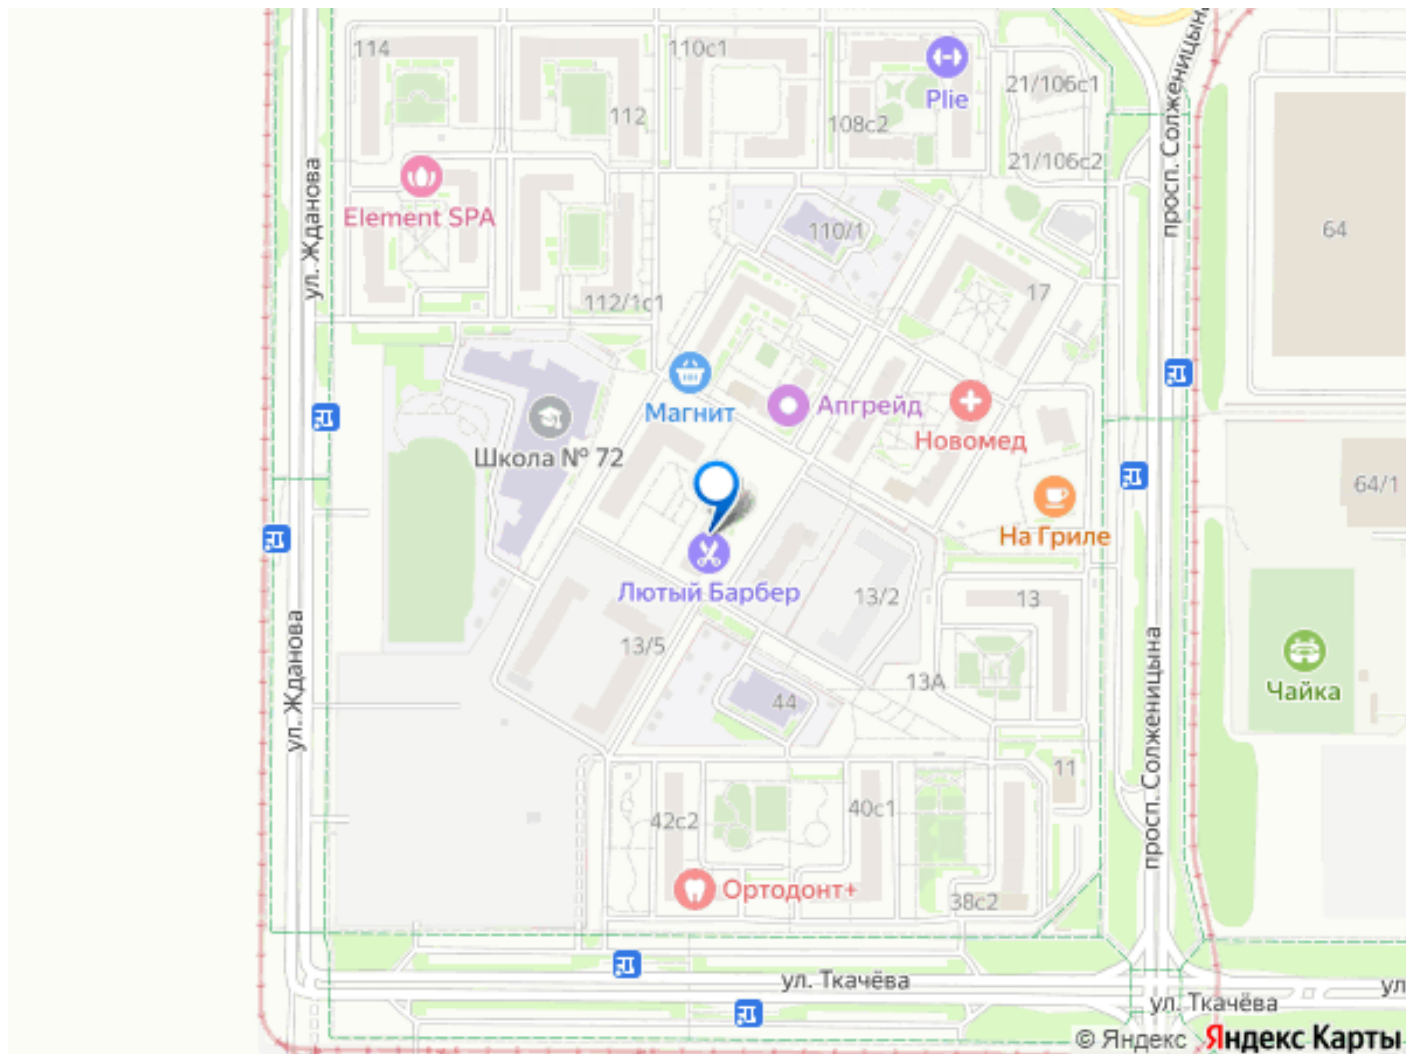 114
110с1
Plie
21/106с1
112
108с2
21/106с2
просп. Солженицына
ул. Жданова
Element SPA
110/1
64
17
112/1с1
Магнит
Апгрейд
Новомед
Школа № 72
64/1
На Гриле
Лютый Барбер
13/2
13
13/5
ул. Жданова
13А
44
Чайка
просп. Солженицына
11
42с2
40с1
Ортодонт+
38с2
ул. Ткачёва
ул. Ткачёва
ул
© Яндекс Яндекс Карты